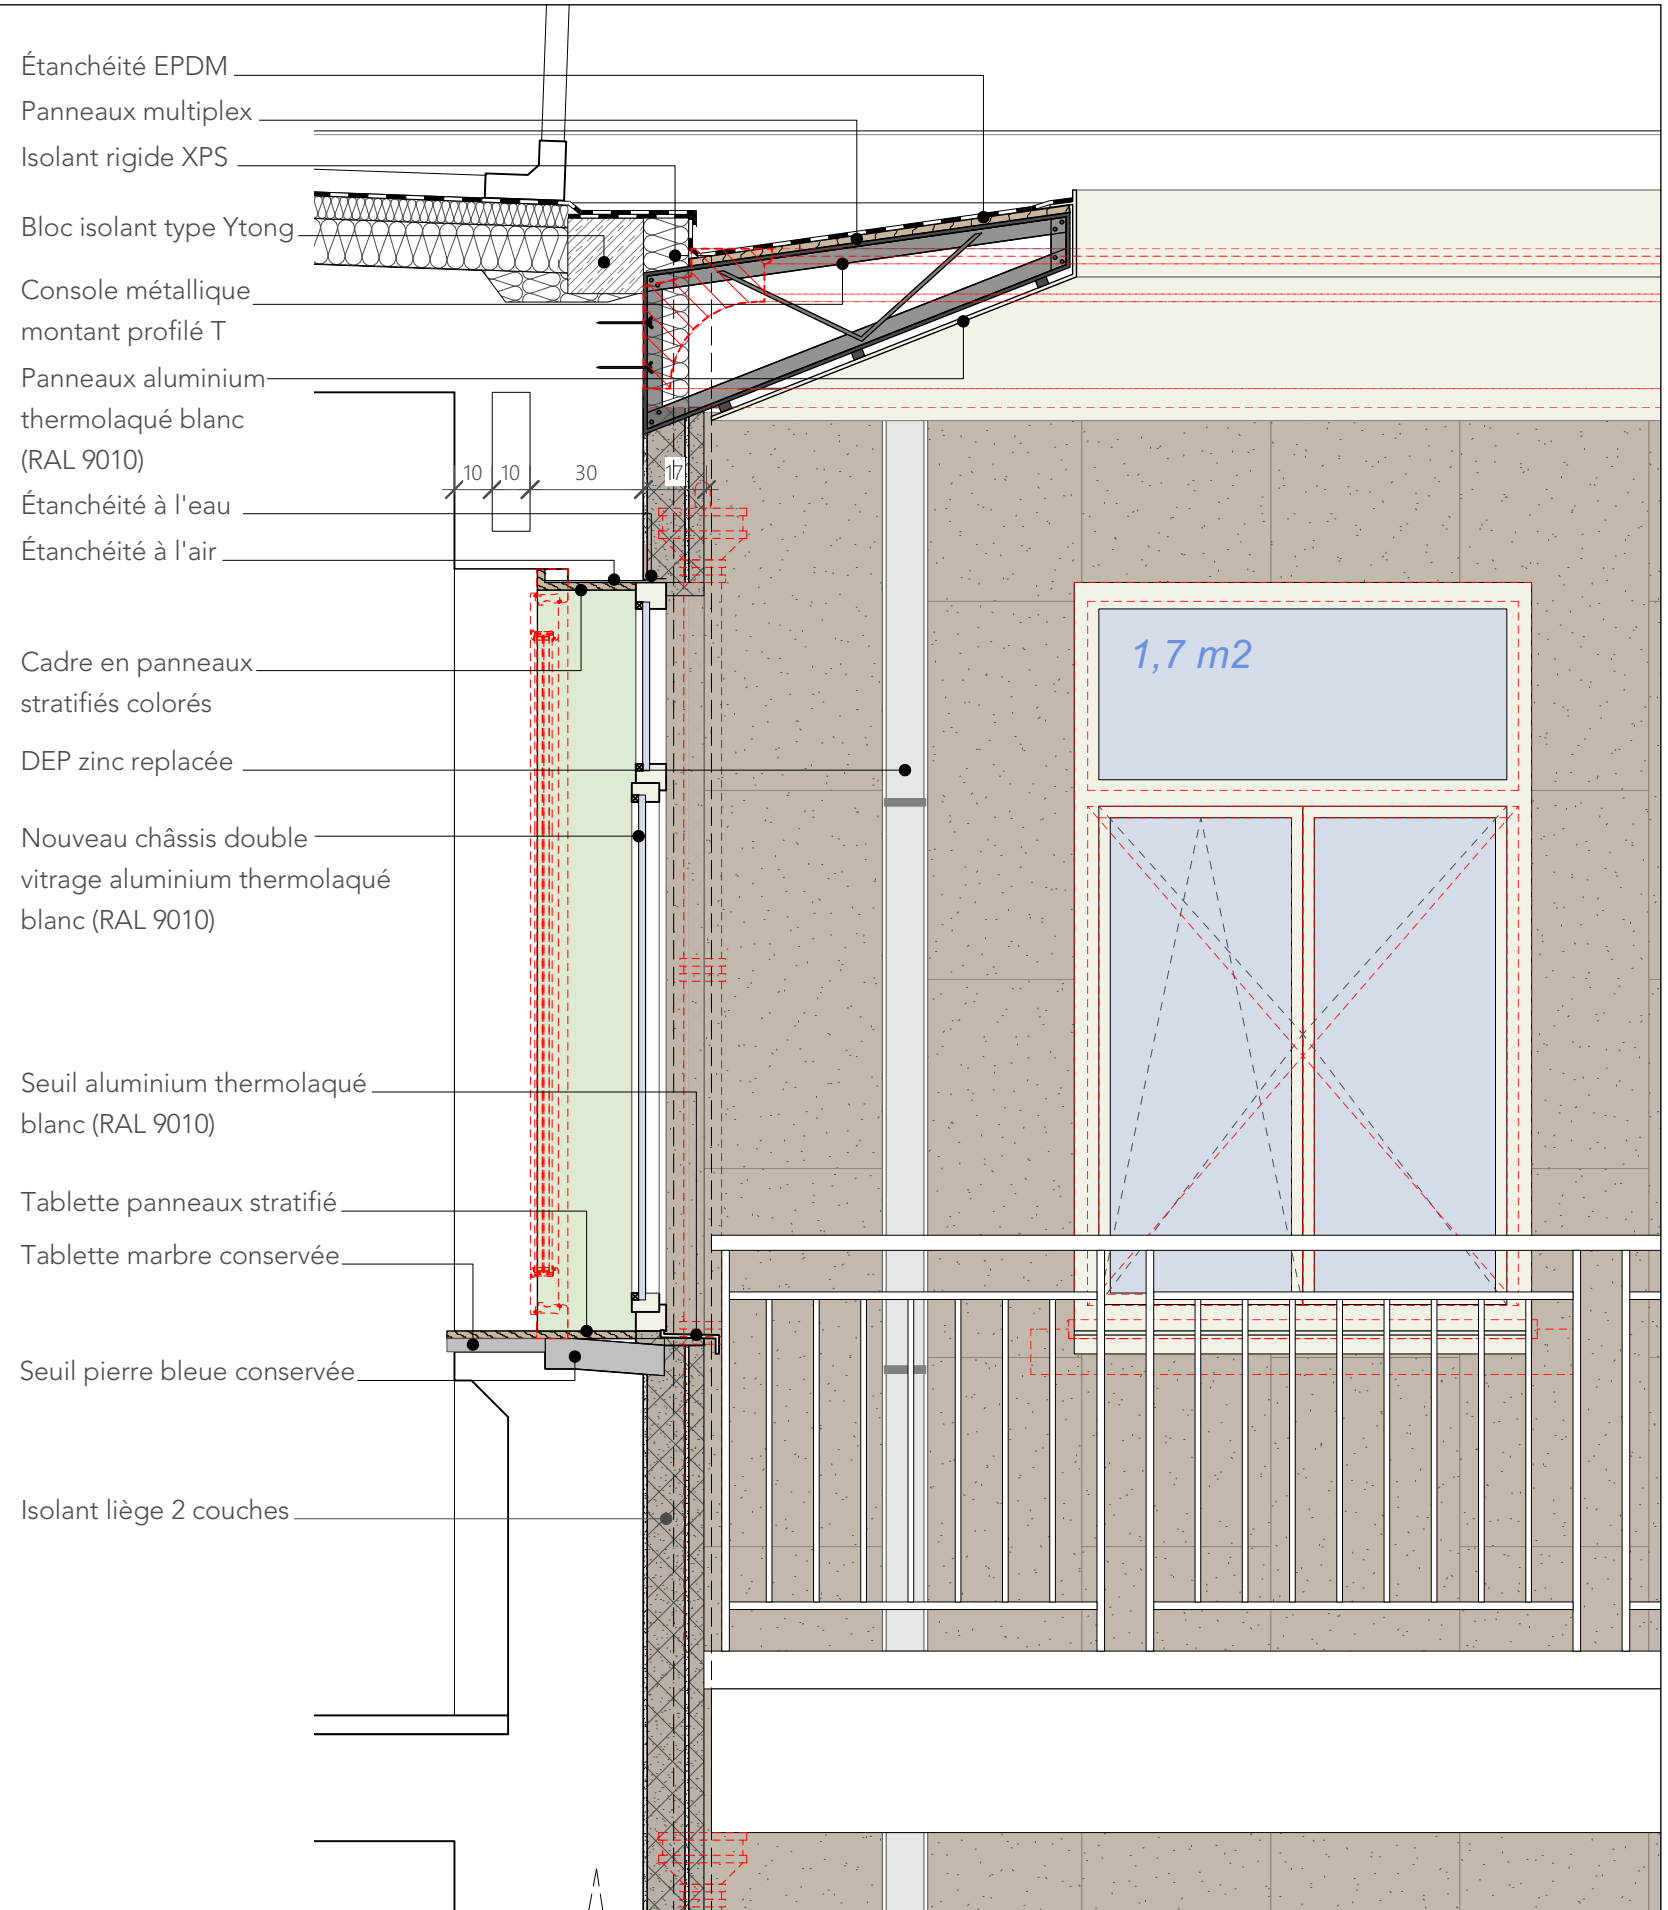 Étanchéité EPDM
Panneaux multiplex
Isolant rigide XPS
Bloc isolant type Ytong
Console métallique
montant profilé T
Panneaux aluminium
thermolaqué blanc
(RAL 9010)
10 10 30 17
Étanchéité à l'eau
Étanchéité à l'air
Cadre en panneaux
stratifiés colorés
1,7 m2
DEP zinc replacée
Nouveau châssis double
vitrage aluminium thermolaqué
blanc (RAL 9010)
Seuil aluminium thermolaqué
blanc (RAL 9010)
Tablette panneaux stratifié
Tablette marbre conservée
Seuil pierre bleue conservée
Isolant liège 2 couches